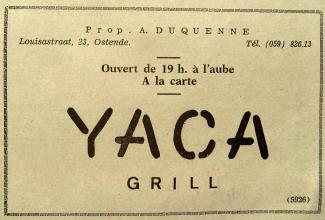 Prop. A. DUQUENNE
Louisastraat, 23, Ostende. Tél. (059) 826.13
Ouvert de 19 h. à l'aube
A la carte
YACA
GRILL
(5926)